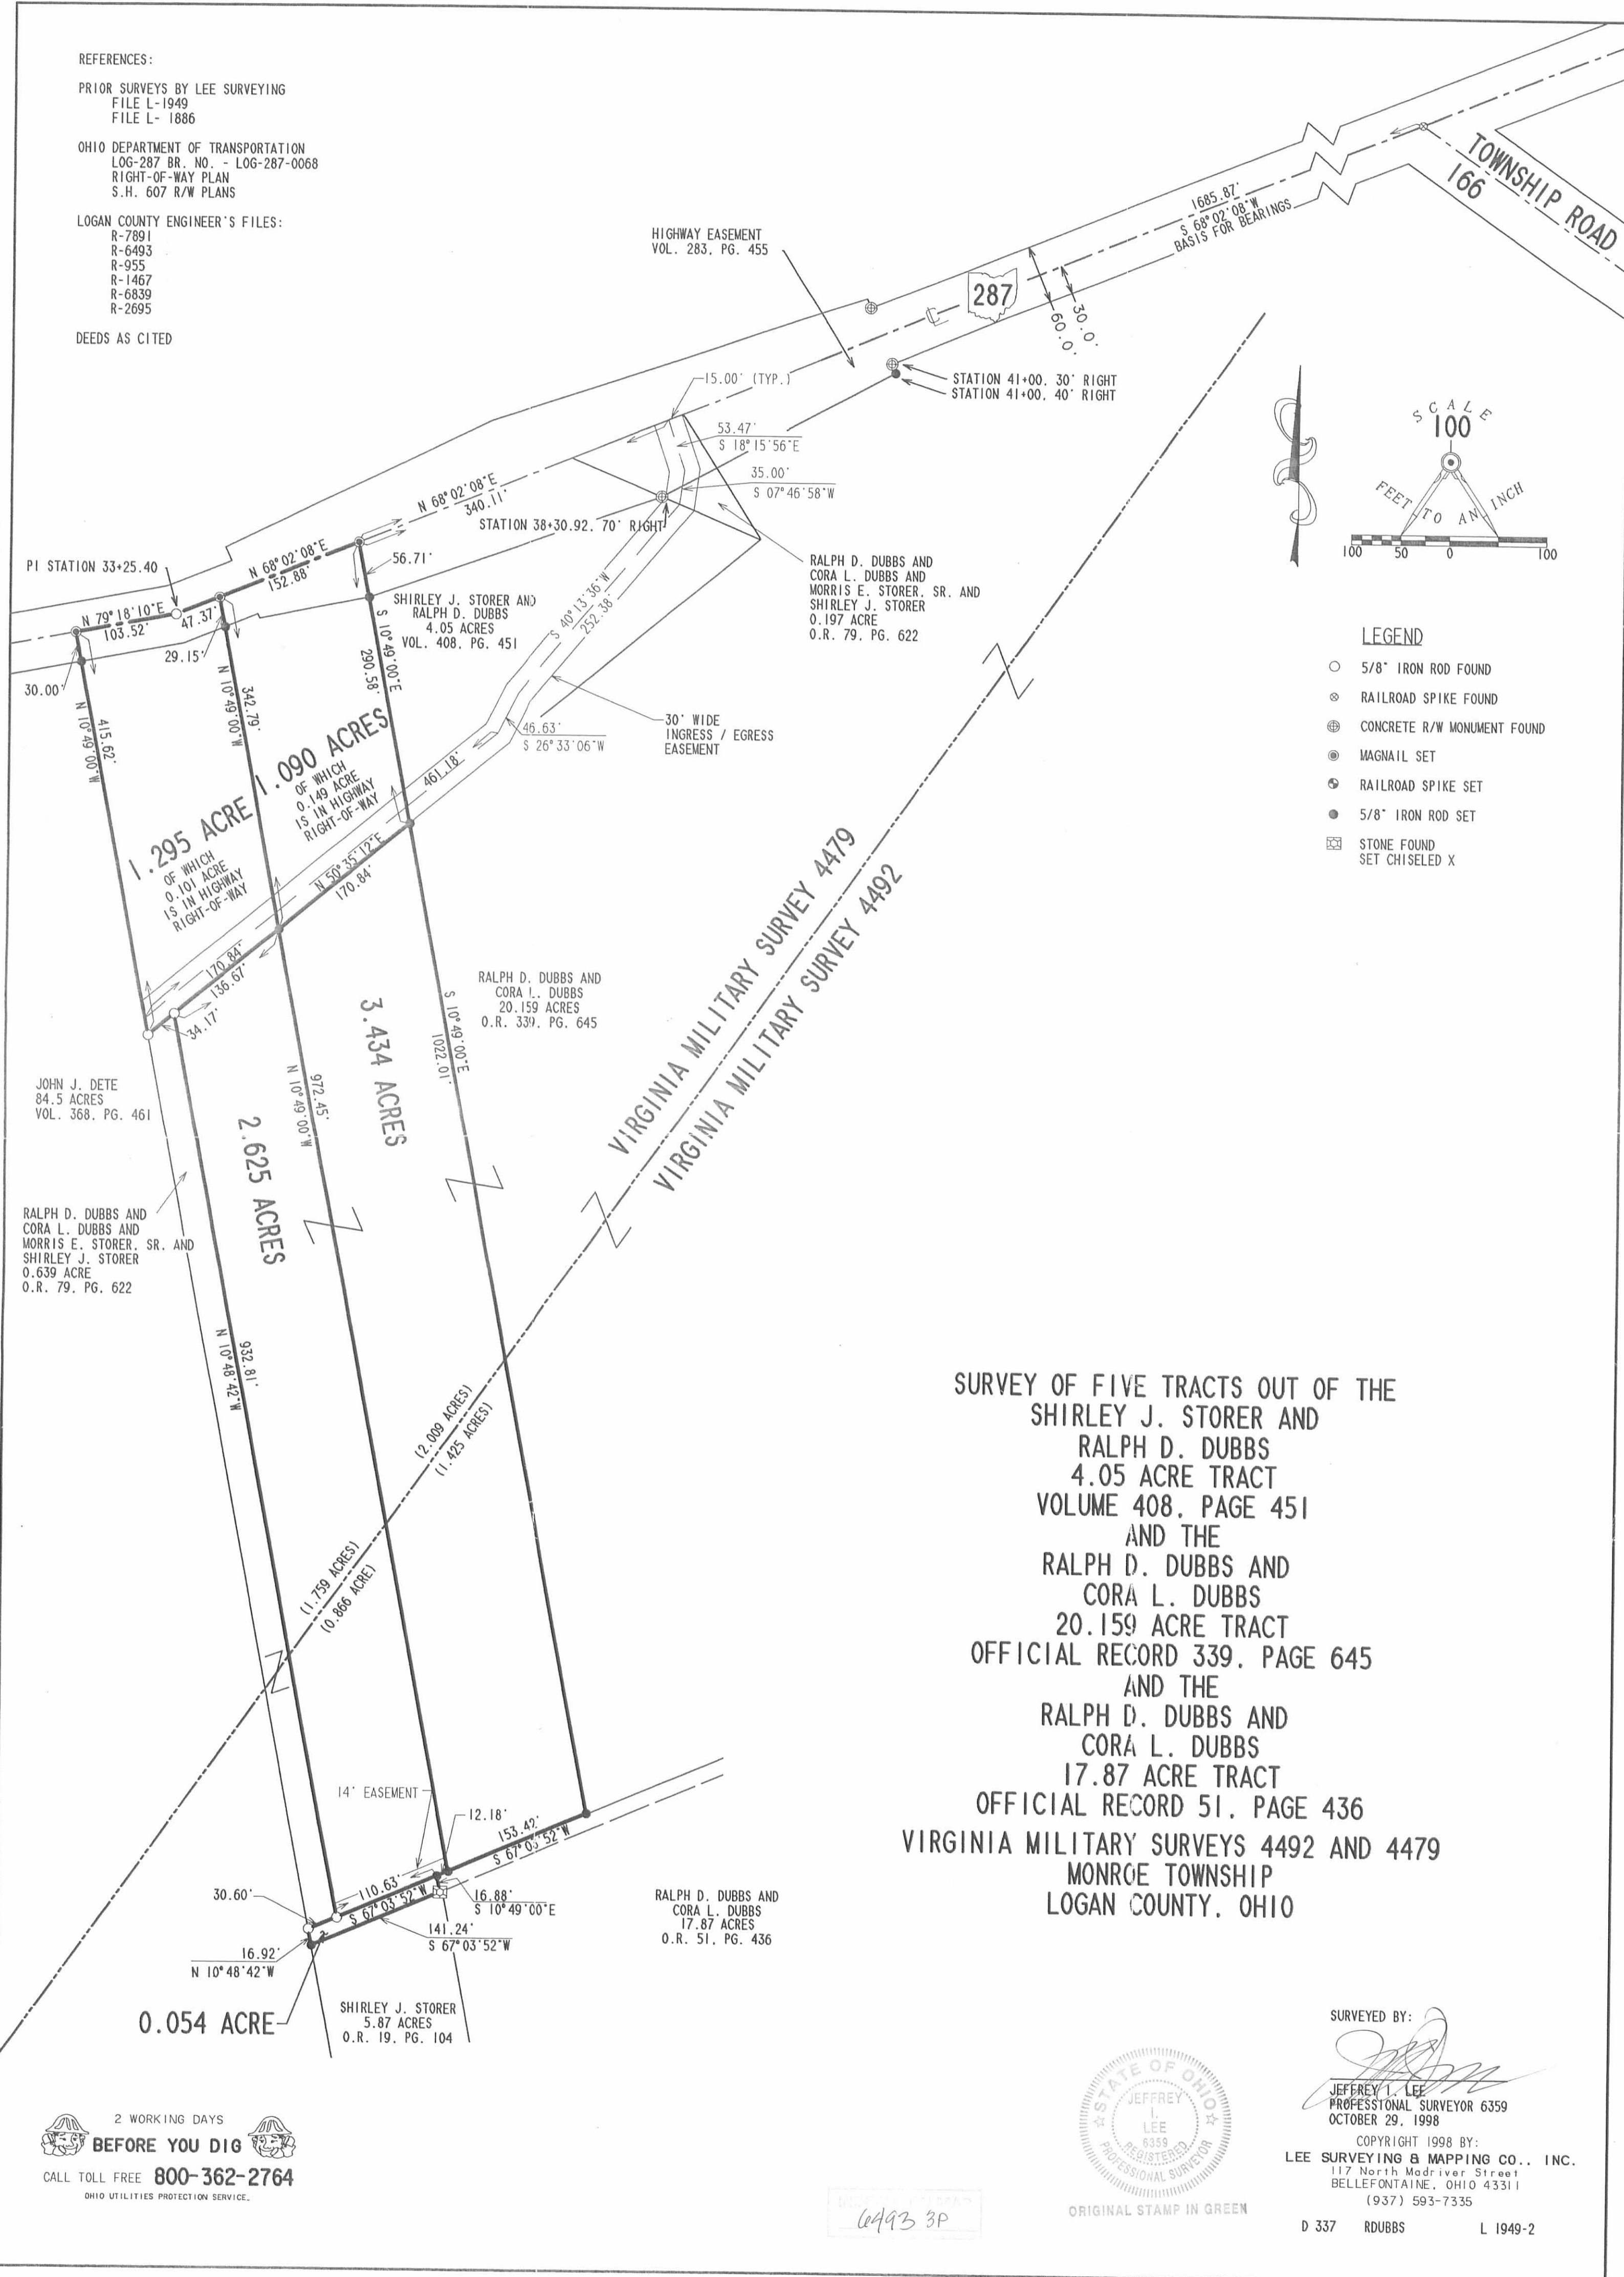 REFERENCES:
PRIOR SURVEYS BY LEE SURVEYING
FILE L-1949
FILE L- 1886
OHIO DEPARTMENT OF TRANSPORTATION
LOG-287 BR. NO. - LOG-287-0068
RIGHT-OF-WAY PLAN
S.H. 607 R/W PLANS
LOGAN COUNTY ENGINEER'S FILES:
R-7891
R-6493
R-955
R-1467
R-6839
R-2695
DEEDS AS CITED
HIGHWAY EASEMENT
VOL. 283. PG. 455
1685.87'
S 68°02'08"W
BASIS FOR BEARINGS
TOWNSHIP ROAD
166
287
30.0'
60.0'
STATION 41+00. 30' RIGHT
STATION 41+00. 40' RIGHT
15.00' (TYP.)
53.47'
S 18°15'56"E
35.00'
S 07°46'58"W
N 68°02'08"E
340.11'
STATION 38+30.92. 70' RIGHT
SCALE
100
FEET TO AN INCH
100 50 0 100
PI STATION 33+25.40
N 68°02'08"E
152.88'
56.71'
N 79°18'10"E
103.52'
47.37'
29.15'
30.00'
SHIRLEY J. STORER AND
RALPH D. DUBBS
4.05 ACRES
VOL. 408. PG. 451
S 40°13'36"W
252.38'
RALPH D. DUBBS AND
CORA L. DUBBS AND
MORRIS E. STORER. SR. AND
SHIRLEY J. STORER
0.197 ACRE
O.R. 79. PG. 622
S 10°49'00"E
290.58'
342.79'
N 10°49'00"W
415.62'
N 10°49'00"W
46.63'
S 26°33'06"W
30' WIDE
INGRESS / EGRESS
EASEMENT
461.18'
1.090 ACRES
OF WHICH
0.149 ACRE
IS IN HIGHWAY
RIGHT-OF-WAY
1.295 ACRE
OF WHICH
0.101 ACRE
IS IN HIGHWAY
RIGHT-OF-WAY
N 50°35'12"E
170.84'
170.84'
136.67'
34.17'
LEGEND
5/8" IRON ROD FOUND
RAILROAD SPIKE FOUND
CONCRETE R/W MONUMENT FOUND
MAGNAIL SET
RAILROAD SPIKE SET
5/8" IRON ROD SET
STONE FOUND
SET CHISELED X
VIRGINIA MILITARY SURVEY 4479
VIRGINIA MILITARY SURVEY 4492
RALPH D. DUBBS AND
CORA L. DUBBS
20.159 ACRES
O.R. 339. PG. 645
S 10°49'00"E
1022.01'
3.434 ACRES
972.45'
N 10°49'00"W
2.625 ACRES
JOHN J. DETE
84.5 ACRES
VOL. 368. PG. 461
RALPH D. DUBBS AND
CORA L. DUBBS AND
MORRIS E. STORER. SR. AND
SHIRLEY J. STORER
0.639 ACRE
O.R. 79. PG. 622
932.81'
N 10°48'42"W
(2.009 ACRES)
(1.425 ACRES)
(1.759 ACRES)
(0.866 ACRE)
SURVEY OF FIVE TRACTS OUT OF THE
SHIRLEY J. STORER AND
RALPH D. DUBBS
4.05 ACRE TRACT
VOLUME 408. PAGE 451
AND THE
RALPH D. DUBBS AND
CORA L. DUBBS
20.159 ACRE TRACT
OFFICIAL RECORD 339. PAGE 645
AND THE
RALPH D. DUBBS AND
CORA L. DUBBS
17.87 ACRE TRACT
OFFICIAL RECORD 51. PAGE 436
VIRGINIA MILITARY SURVEYS 4492 AND 4479
MONROE TOWNSHIP
LOGAN COUNTY. OHIO
14' EASEMENT
12.18'
153.42'
S 67°03'52"W
30.60'
110.63'
S 67°03'52"W
16.88'
S 10°49'00"E
141.24'
S 67°03'52"W
16.92'
N 10°48'42"W
RALPH D. DUBBS AND
CORA L. DUBBS
17.87 ACRES
O.R. 51. PG. 436
0.054 ACRE
SHIRLEY J. STORER
5.87 ACRES
O.R. 19. PG. 104
2 WORKING DAYS
BEFORE YOU DIG
CALL TOLL FREE 800-362-2764
OHIO UTILITIES PROTECTION SERVICE.
6493 3P
STATE OF OHIO
JEFFREY
I.
LEE
6359
REGISTERED
PROFESSIONAL SURVEYOR
ORIGINAL STAMP IN GREEN
SURVEYED BY:
JEFFREY I. LEE
PROFESSIONAL SURVEYOR 6359
OCTOBER 29. 1998
COPYRIGHT 1998 BY:
LEE SURVEYING & MAPPING CO.. INC.
117 North Madriver Street
BELLEFONTAINE. OHIO 43311
(937) 593-7335
D 337 RDUBBS L 1949-2